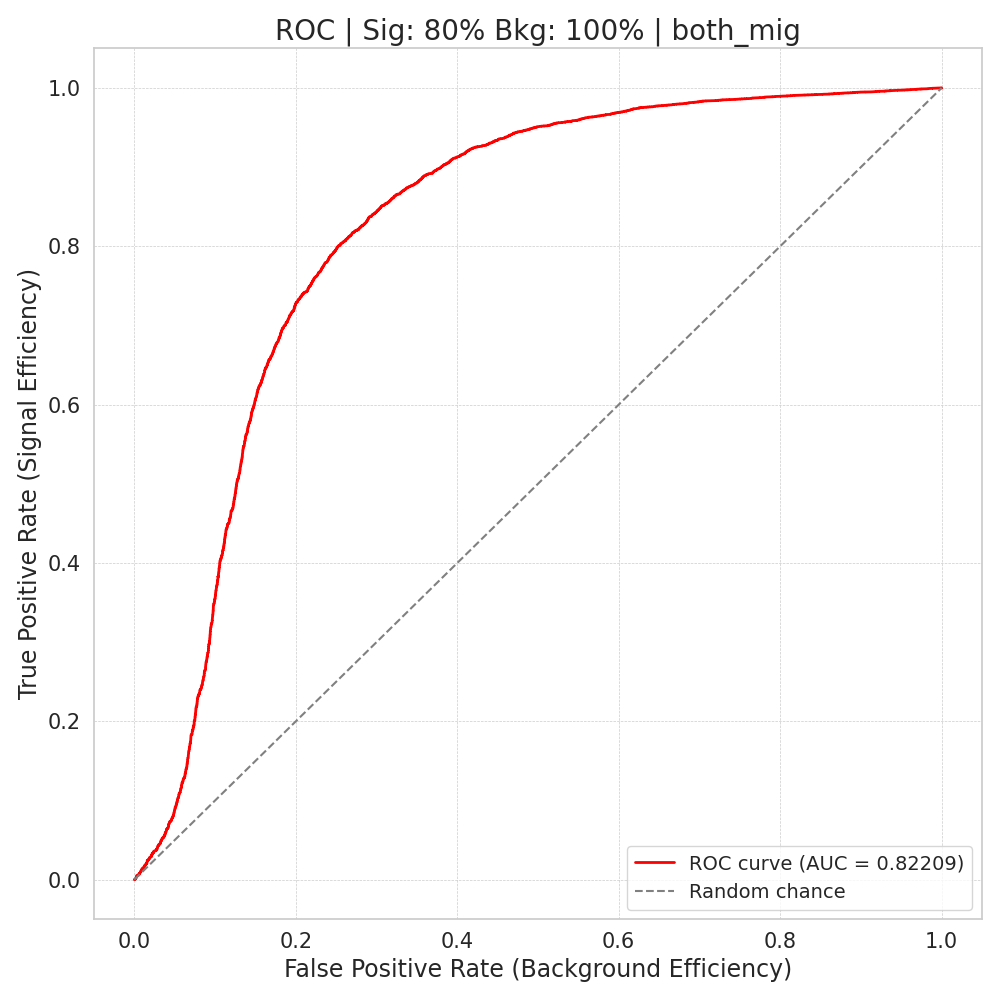 ROC | Sig: 80% Bkg: 100% | both_mig
True Positive Rate (Signal Efficiency)
1.0
0.8
0.6
0.4
0.2
0.0
ROC curve (AUC = 0.82209)
Random chance
0.0 0.2 0.4 0.6 0.8 1.0
False Positive Rate (Background Efficiency)